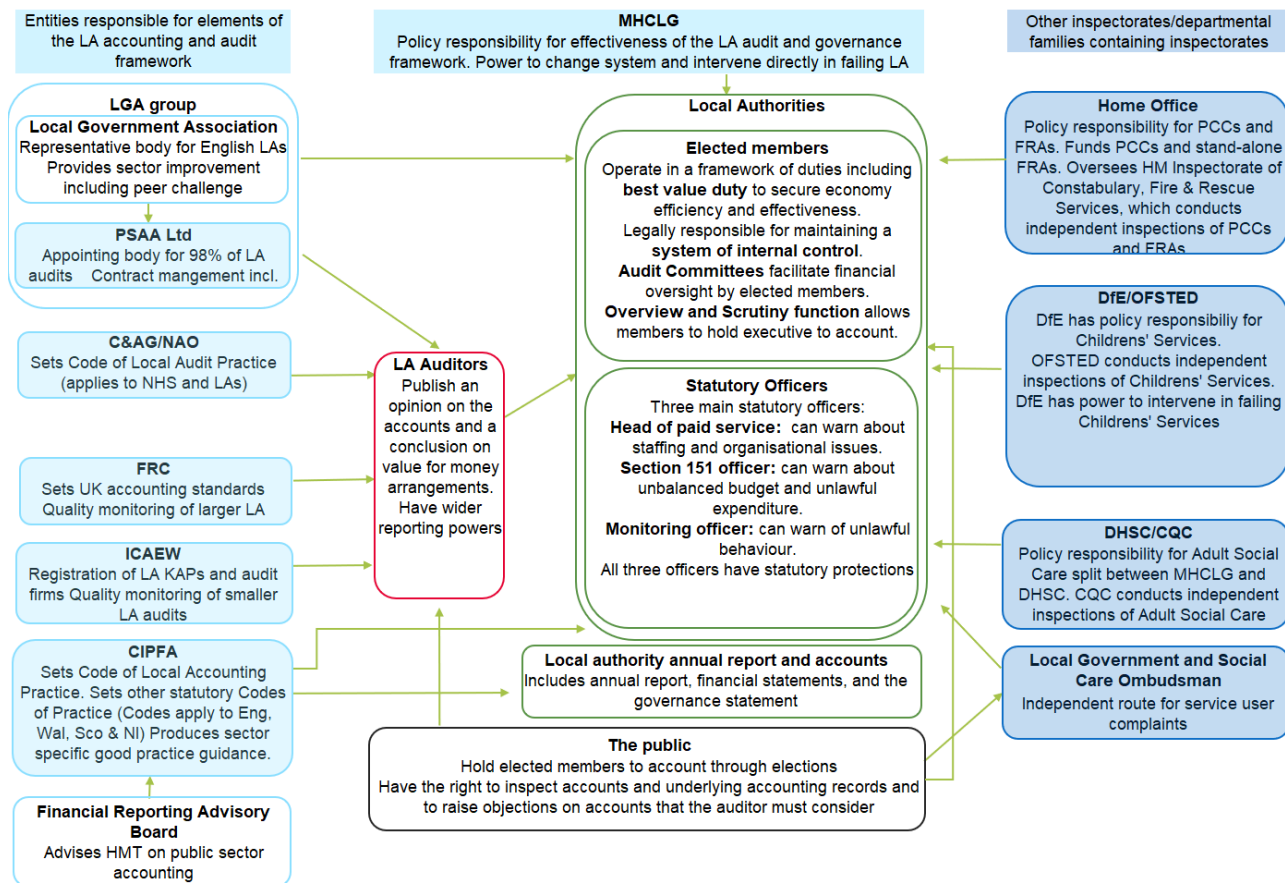 Entities responsible for elements of
the LA accounting and audit
framework
MHCLG
Policy responsibility for effectiveness of the LA audit and governance
framework. Power to change system and intervene directly in failing LA
Other inspectorates/departmental
families containing inspectorates
LGA group
Local Government Association
Representative body for English LAs
Provides sector improvement
including peer challenge
PSAA Ltd
Appointing body for 98% of LA
audits    Contract mangement incl.
C&AG/NAO
Sets Code of Local Audit Practice
(applies to NHS and LAs)
FRC
Sets UK accounting standards
Quality monitoring of larger LA
ICAEW
Registration of LA KAPs and audit
firms Quality monitoring of smaller
LA audits
CIPFA
Sets Code of Local Accounting
Practice. Sets other statutory Codes
of Practice (Codes apply to Eng,
Wal, Sco & NI) Produces sector
specific good practice guidance.
Financial Reporting Advisory
Board
Advises HMT on public sector
accounting
LA Auditors
Publish an
opinion on the
accounts and a
conclusion on
value for money
arrangements.
Have wider
reporting powers
Local Authorities
Elected members
Operate in a framework of duties including
best value duty to secure economy
efficiency and effectiveness.
Legally responsible for maintaining a
system of internal control.
Audit Committees facilitate financial
oversight by elected members.
Overview and Scrutiny function allows
members to hold executive to account.
Statutory Officers
Three main statutory officers:
Head of paid service:  can warn about
staffing and organisational issues.
Section 151 officer: can warn about
unbalanced budget and unlawful
expenditure.
Monitoring officer: can warn of unlawful
behaviour.
All three officers have statutory protections
Local authority annual report and accounts
Includes annual report, financial statements, and the
governance statement
The public
Hold elected members to account through elections
Have the right to inspect accounts and underlying accounting records and
to raise objections on accounts that the auditor must consider
Home Office
Policy responsibility for PCCs and
FRAs. Funds PCCs and stand-alone
FRAs. Oversees HM Inspectorate of
Constabulary, Fire & Rescue
Services, which conducts
independent inspections of PCCs
and FRAs
DfE/OFSTED
DfE has policy responsibiliy for
Childrens' Services.
OFSTED conducts independent
inspections of Childrens' Services.
DfE has power to intervene in failing
Childrens' Services
DHSC/CQC
Policy responsibility for Adult Social
Care split between MHCLG and
DHSC. CQC conducts independent
inspections of Adult Social Care
Local Government and Social
Care Ombudsman
Independent route for service user
complaints